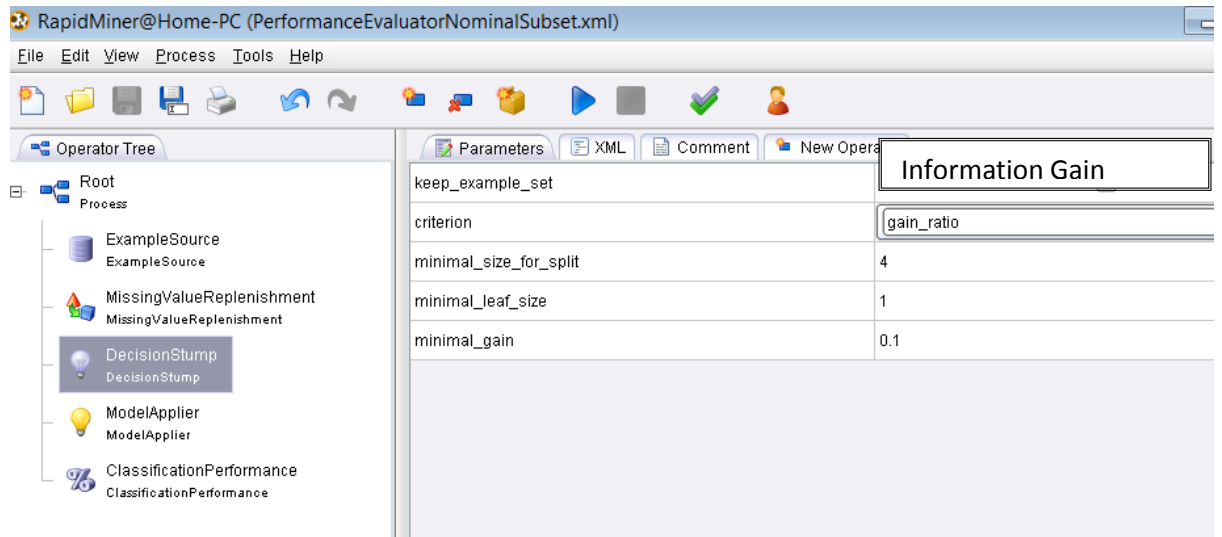 RapidMiner@Home-PC (PerformanceEvaluatorNominalSubset.xml)
File Edit View Process Tools Help
Operator Tree
Root
Process
ExampleSource
ExampleSource
MissingValueReplenishment
MissingValueReplenishment
DecisionStump
DecisionStump
ModelApplier
ModelApplier
ClassificationPerformance
ClassificationPerformance
Parameters XML Comment New Opera
Information Gain
keep_example_set
criterion gain_ratio
minimal_size_for_split 4
minimal_leaf_size 1
minimal_gain 0.1